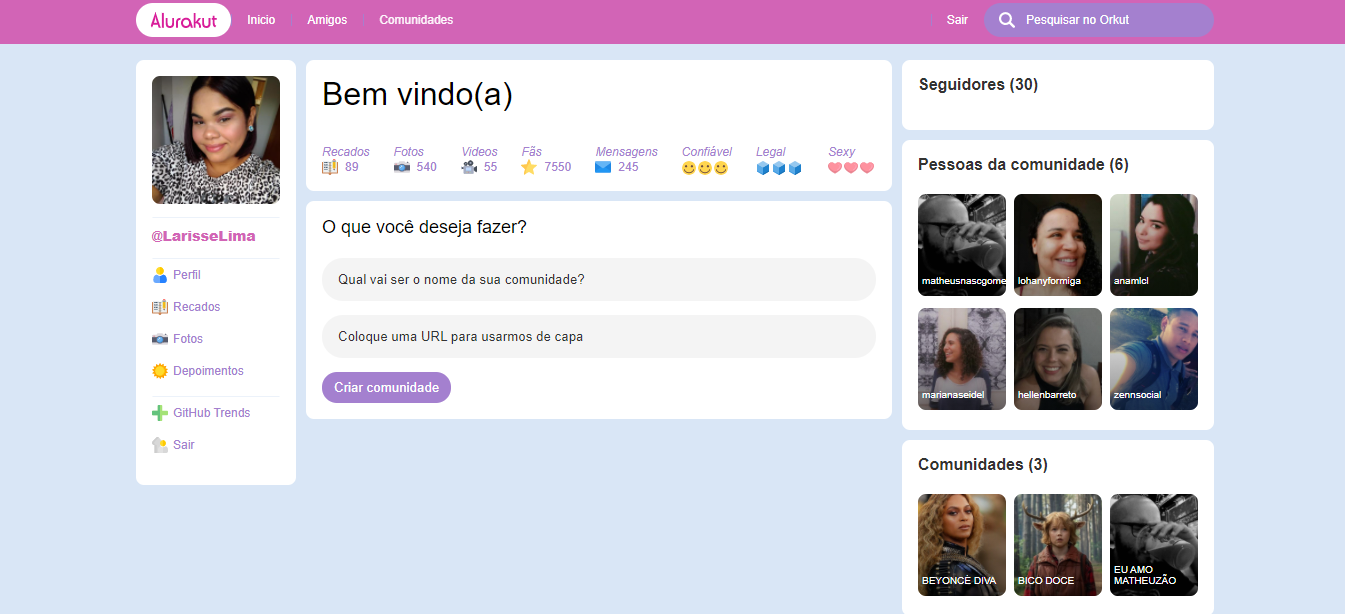 Alurakut
Inicio
Amigos
Comunidades
Sair
Pesquisar no Orkut
@LarisseLima
Perfil
Recados
Fotos
Depoimentos
GitHub Trends
Sair
Bem vindo(a)
Recados
89
Fotos
540
Videos
55
Fãs
7550
Mensagens
245
Confiável
Legal
Sexy
O que você deseja fazer?
Qual vai ser o nome da sua comunidade?
Coloque uma URL para usarmos de capa
Criar comunidade
Seguidores (30)
Pessoas da comunidade (6)
matheusnascgome
lohanyformiga
anamlcl
marianaseidel
hellenbarreto
zennsocial
Comunidades (3)
BEYONCÈ DIVA
BICO DOCE
EU AMO
MATHEUZÃO